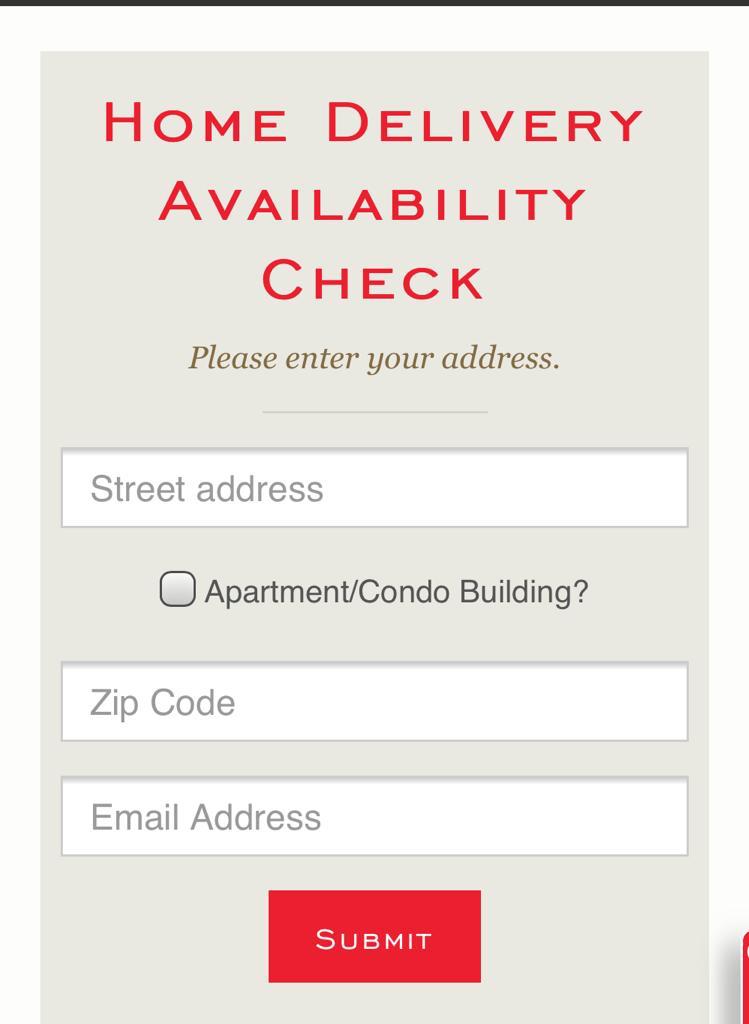 Home Delivery
Availability
Check
Please enter your address.
Street address
Apartment/Condo Building?
Zip Code
Email Address
Submit